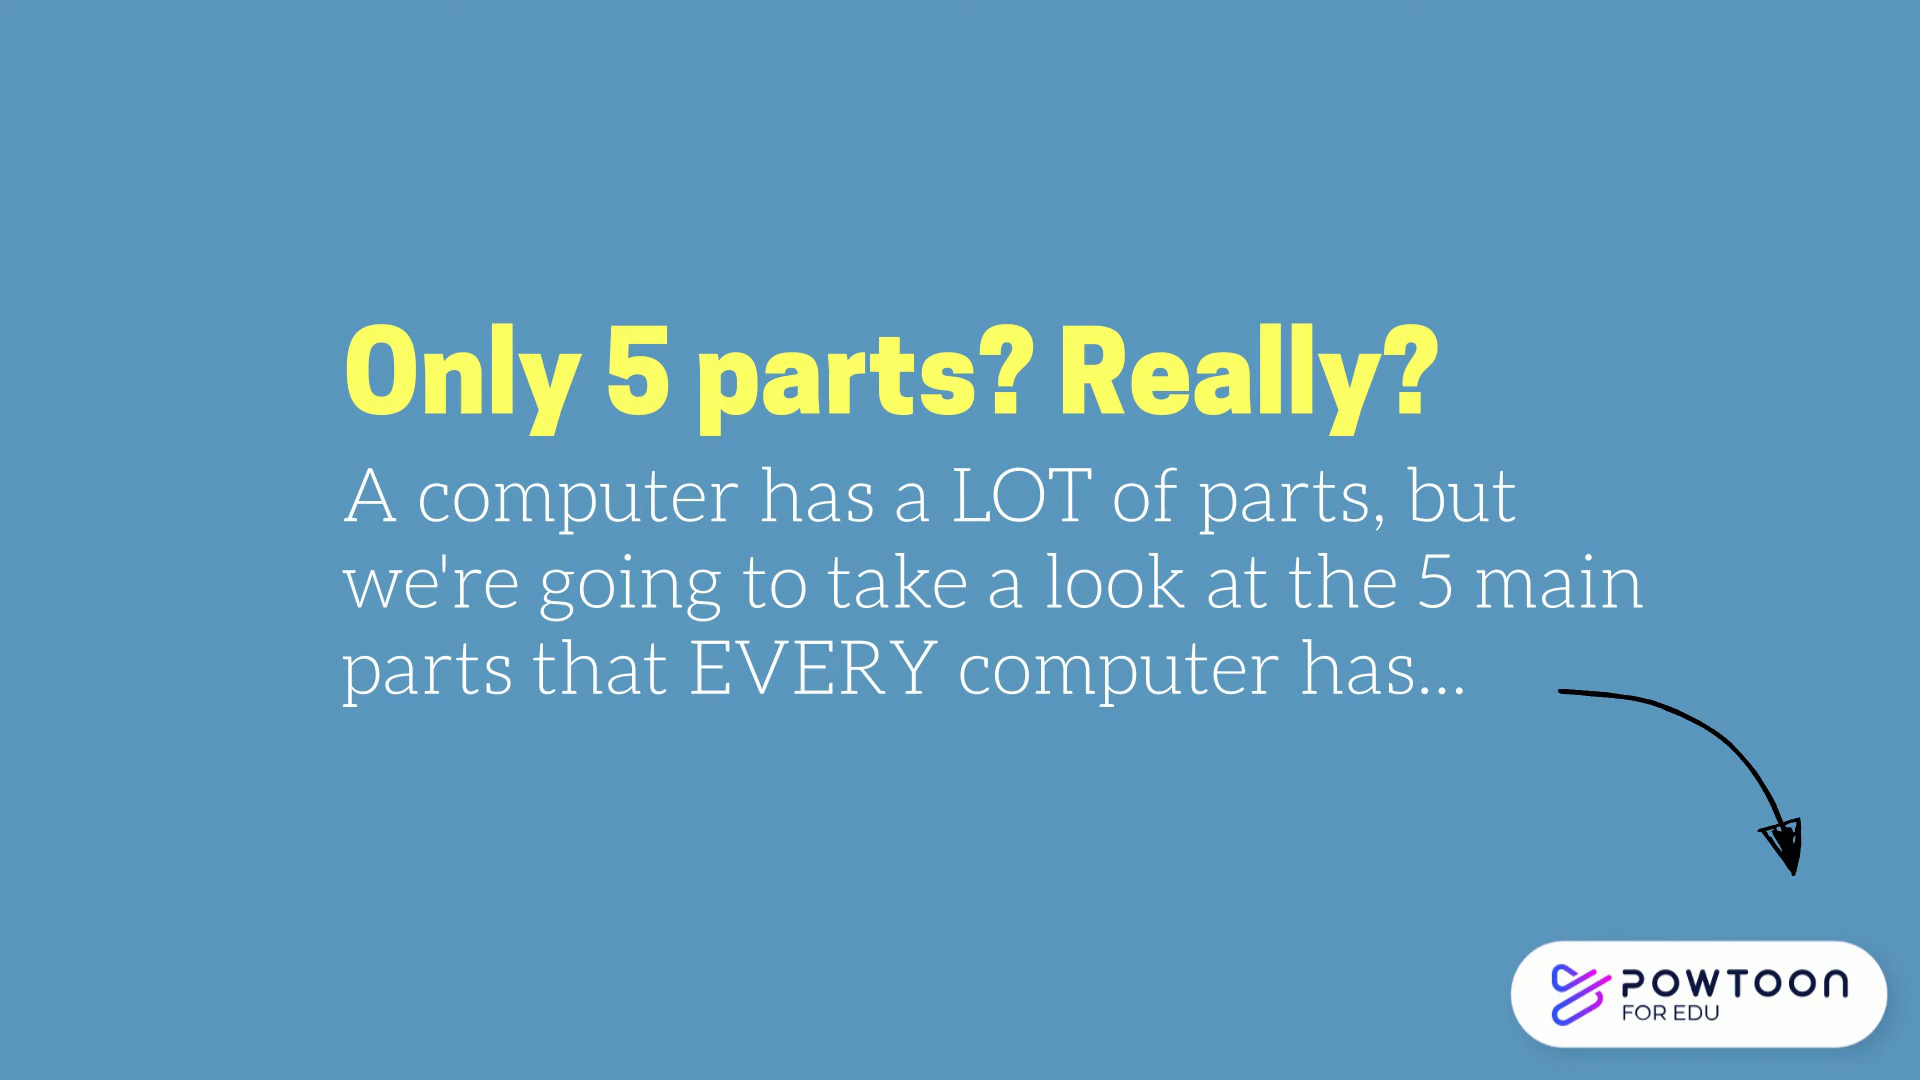 Only 5 parts? Really?
A computer has a LOT of parts, but
we're going to take a look at the 5 main
parts that EVERY computer has...
POWTOON
FOR EDU